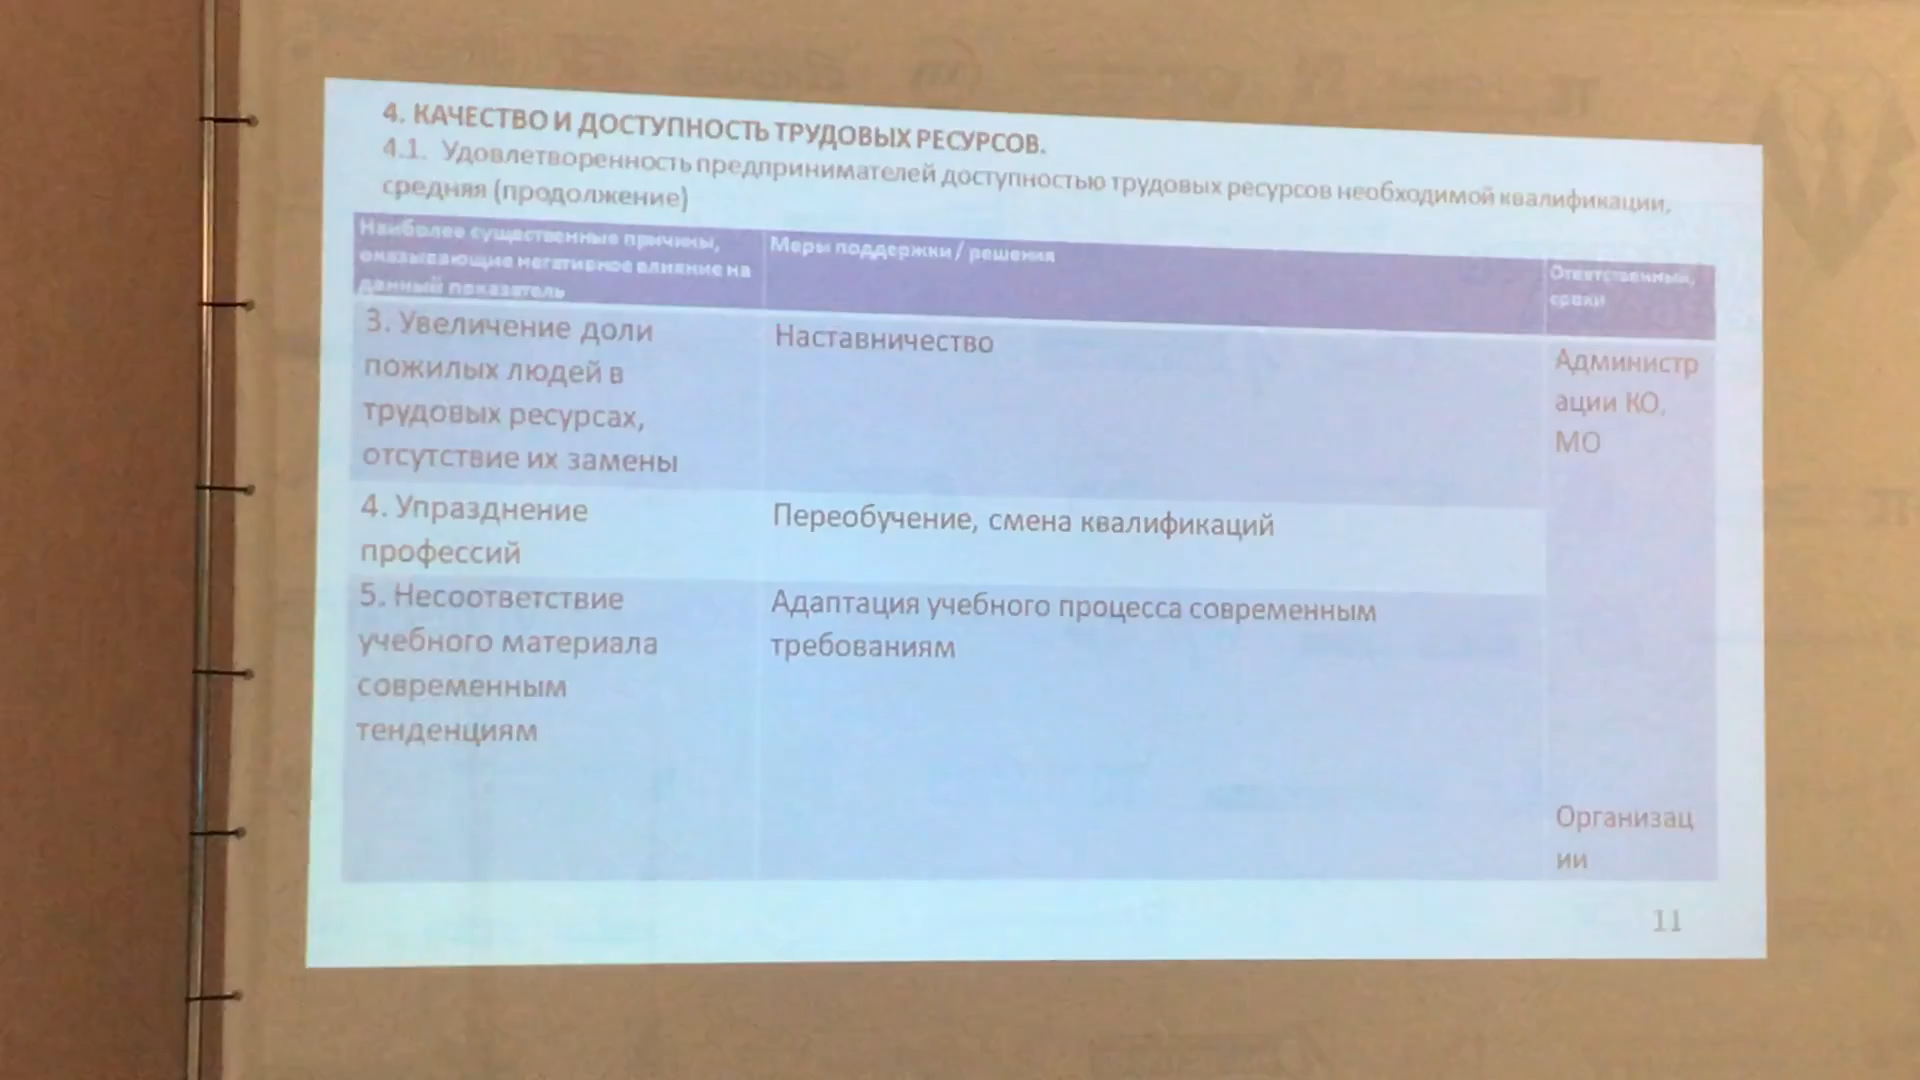 4. КАЧЕСТВО И ДОСТУПНОСТЬ ТРУДОВЫХ РЕСУРСОВ.
4.1. Удовлетворенность предпринимателей доступностью трудовых ресурсов необходимой квалификации,
средняя (продолжение)
Наиболее существенные причины,
оказывающие негативное влияние на
данный показатель
Меры поддержки / решения
Ответственный,
сроки
3. Увеличение доли
пожилых людей в
трудовых ресурсах,
отсутствие их замены
Наставничество
Администр
ации КО,
МО
4. Упразднение
профессий
Переобучение, смена квалификаций
5. Несоответствие
учебного материала
современным
тенденциям
Адаптация учебного процесса современным
требованиям
Организац
ии
11